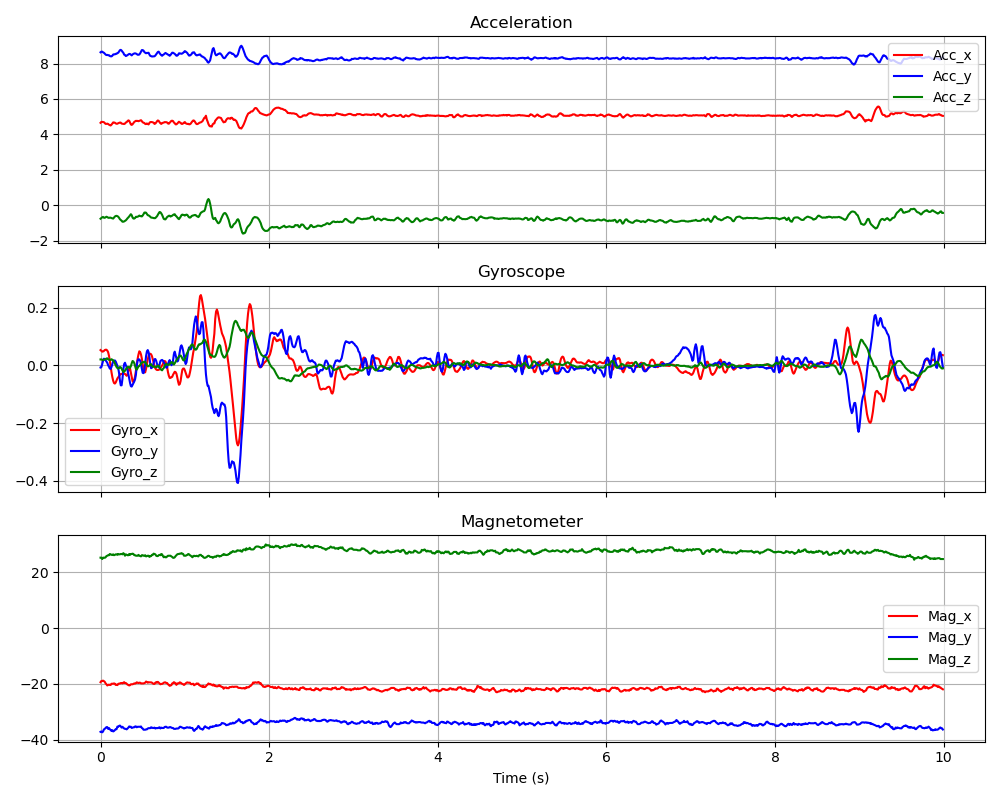 Acceleration
8
6
4
2
0
−2
Acc_x
Acc_y
Acc_z
Gyroscope
0.2
0.0
−0.2
−0.4
Gyro_x
Gyro_y
Gyro_z
Magnetometer
20
0
−20
−40
Mag_x
Mag_y
Mag_z
0 2 4 6 8 10
Time (s)